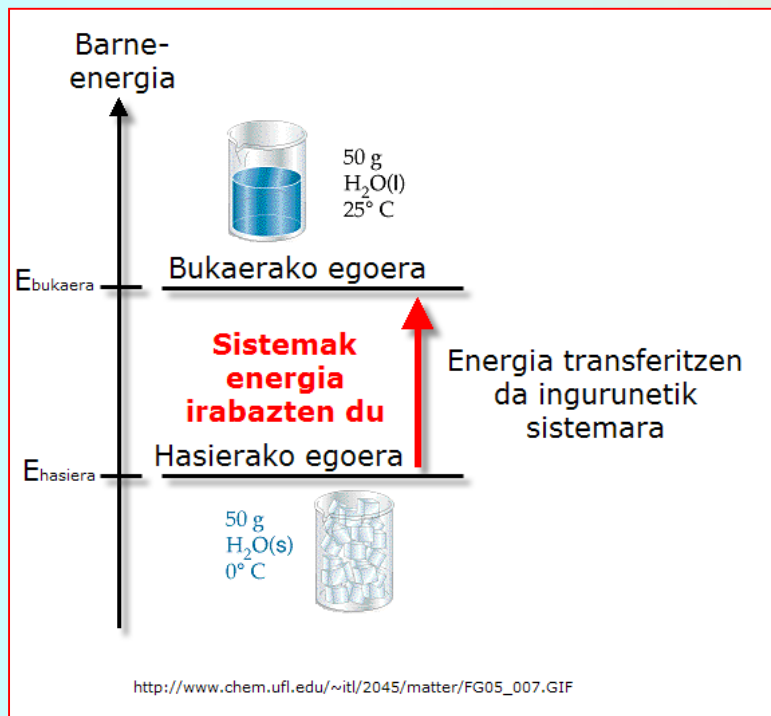 Barne-
energia
50 g
H₂O(l)
25° C
Ebukaera
Bukaerako egoera
Sistemak
energia
irabazten du
Energia transferitzen
da ingurunetik
sistemara
Hasierako egoera
Ehasiera
50 g
H₂O(s)
0° C
http://www.chem.ufl.edu/~itl/2045/matter/FG05_007.GIF